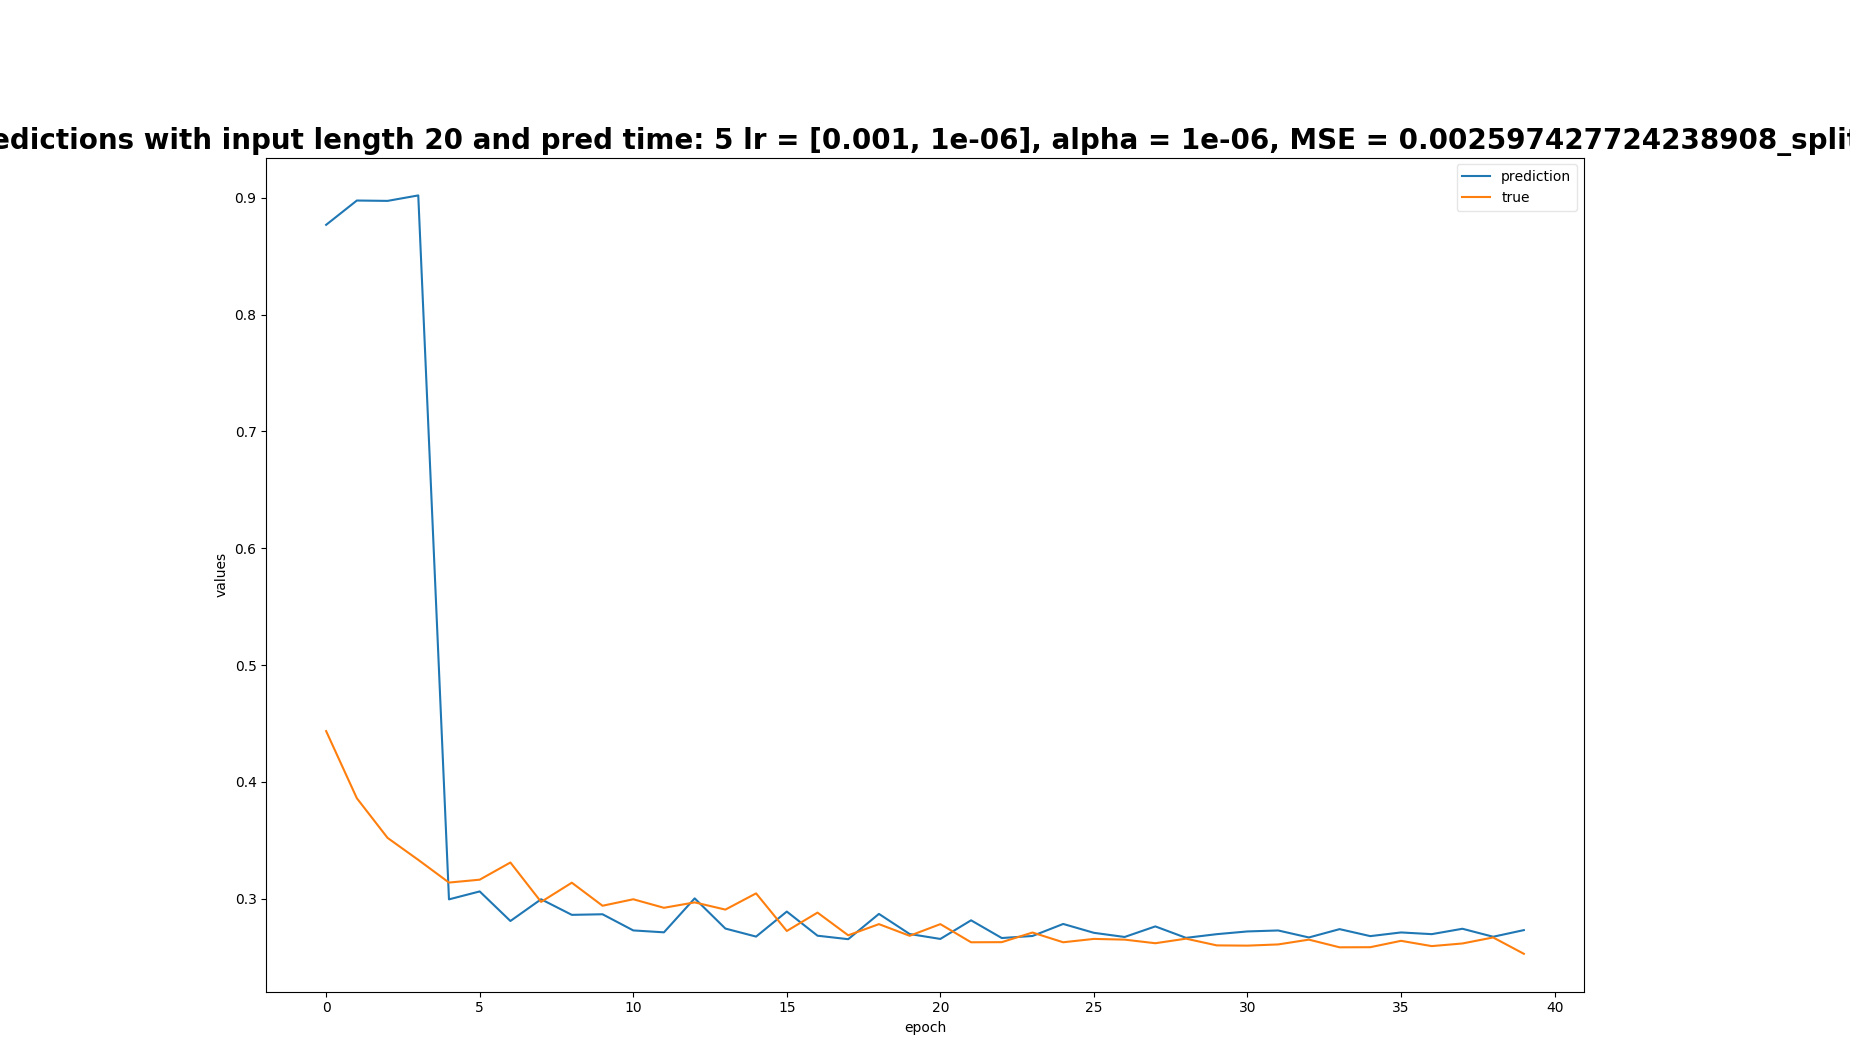 with input length 20 and pred time: 5 lr = [0.001, 1e-06], alpha = 1e-06, MSE = 0.002597427724238908_split
prediction
true
0.9
0.8
0.7
0.6
0.5
0.4
0.3
values
0 5 10 15 20 25 30 35 40
epoch